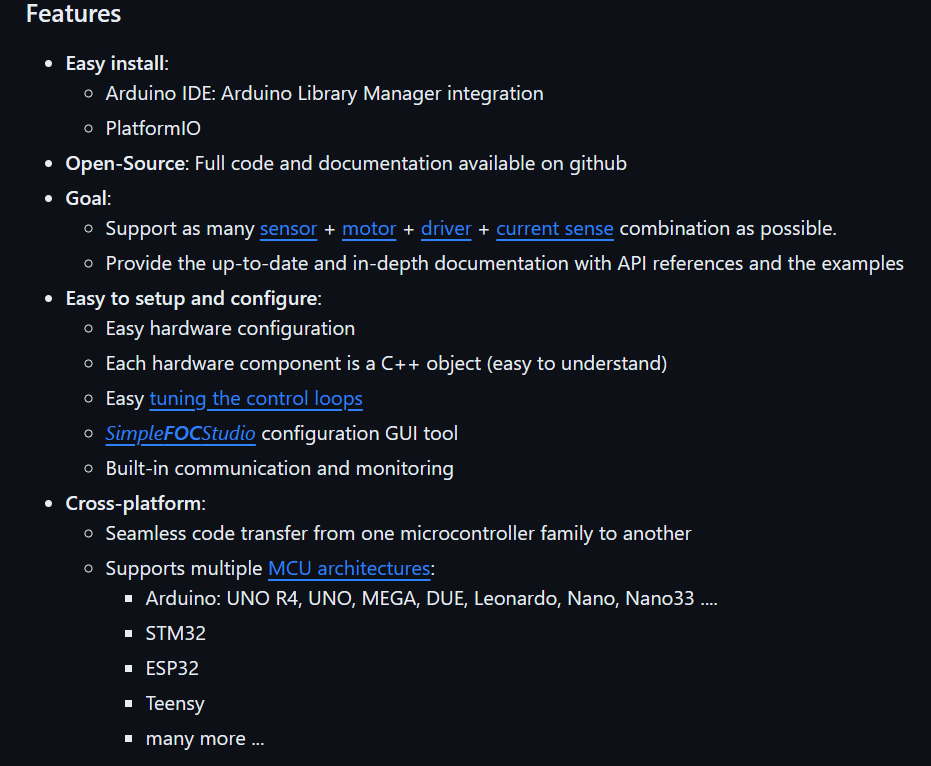 Features
Easy install:
Arduino IDE: Arduino Library Manager integration
PlatformIO
Open-Source: Full code and documentation available on github
Goal:
Support as many sensor + motor + driver + current sense combination as possible.
Provide the up-to-date and in-depth documentation with API references and the examples
Easy to setup and configure:
Easy hardware configuration
Each hardware component is a C++ object (easy to understand)
Easy tuning the control loops
SimpleFOCStudio configuration GUI tool
Built-in communication and monitoring
Cross-platform:
Seamless code transfer from one microcontroller family to another
Supports multiple MCU architectures:
Arduino: UNO R4, UNO, MEGA, DUE, Leonardo, Nano, Nano33 ....
STM32
ESP32
Teensy
many more ...